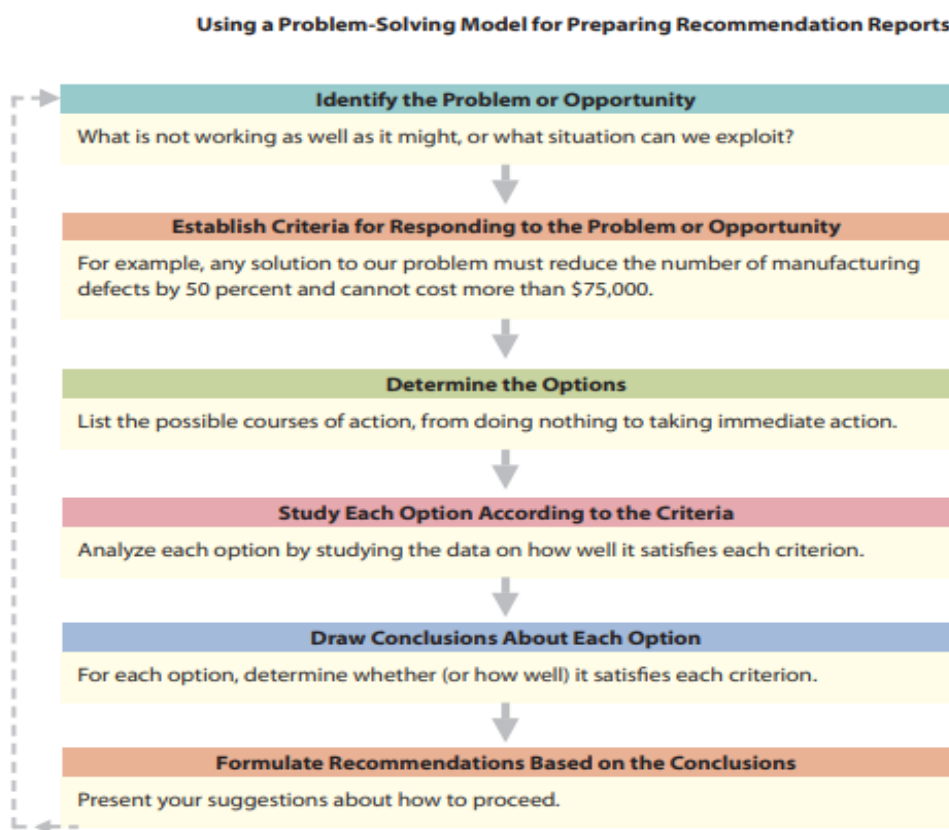 Using a Problem-Solving Model for Preparing Recommendation Reports
Identify the Problem or Opportunity
What is not working as well as it might, or what situation can we exploit?
Establish Criteria for Responding to the Problem or Opportunity
For example, any solution to our problem must reduce the number of manufacturing
defects by 50 percent and cannot cost more than $75,000.
Determine the Options
List the possible courses of action, from doing nothing to taking immediate action.
Study Each Option According to the Criteria
Analyze each option by studying the data on how well it satisfies each criterion.
Draw Conclusions About Each Option
For each option, determine whether (or how well) it satisfies each criterion.
Formulate Recommendations Based on the Conclusions
Present your suggestions about how to proceed.